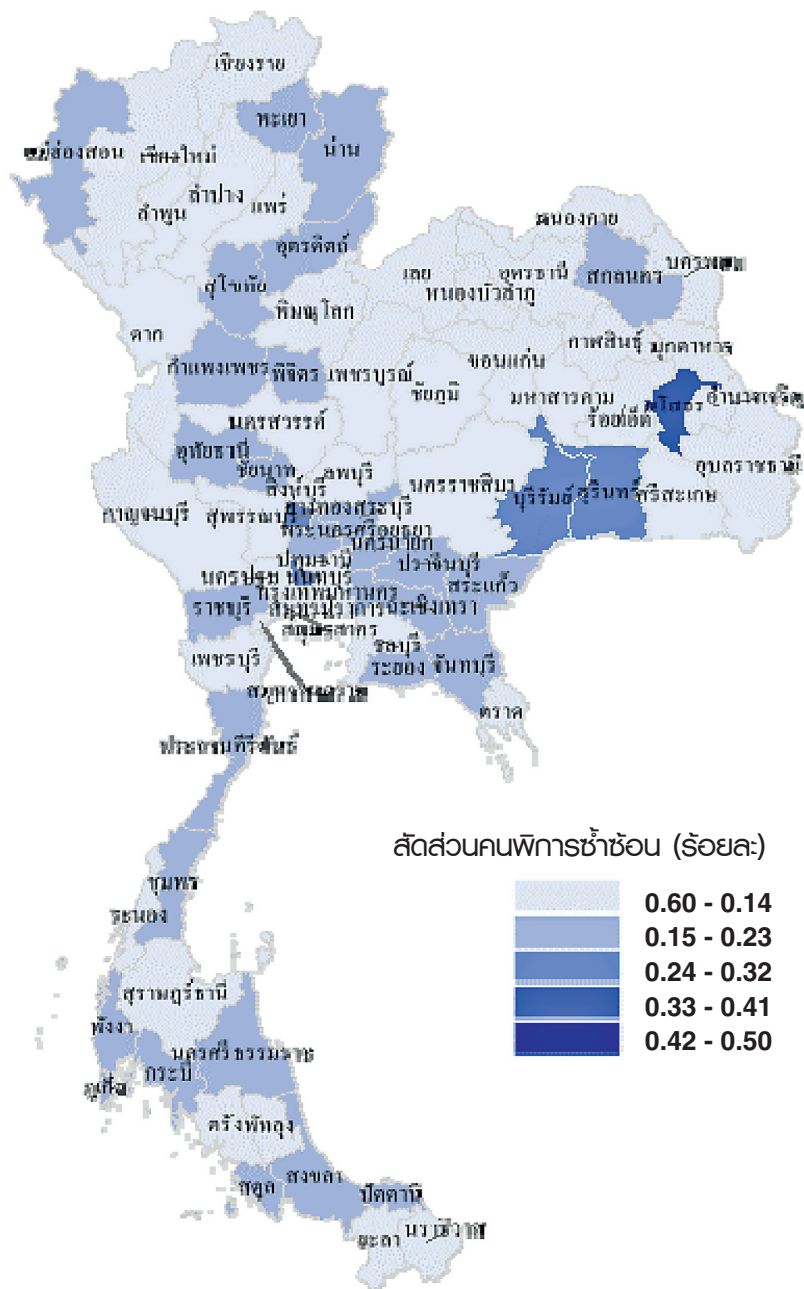 เชียงราย
พะเยา
น่าน
เชียงใหม่
ลำปาง
แพร่
ลำพูน
อุตรดิตถ์
สุโขทัย
พิษณุโลก
ตาก
กำแพงเพชร
พิจิตร
เพชรบูรณ์
เลย
หนองบัวลำภู
อุดรธานี
หนองคาย
สกลนคร
กาฬสินธุ์
มุกดาหาร
ขอนแก่น
ชัยภูมิ
มหาสารคาม
ร้อยเอ็ด
ยโสธร
อำนาจเจริญ
อุบลราชธานี
นครสวรรค์
อุทัยธานี
ชัยนาท
ลพบุรี
สิงห์บุรี
นครราชสีมา
บุรีรัมย์
สุรินทร์
ศรีสะเกษ
กาญจนบุรี
สุพรรณบุรี
อ่างทอง
สระบุรี
พระนครศรีอยุธยา
นครนายก
ปทุมธานี
ปราจีนบุรี
นครปฐม
นนทบุรี
สระแก้ว
กรุงเทพมหานคร
ราชบุรี
สมุทรปราการ
ฉะเชิงเทรา
สมุทรสาคร
ชลบุรี
เพชรบุรี
ระยอง
จันทบุรี
ตราด
ประจวบคีรีขันธ์
ชุมพร
ระนอง
สุราษฎร์ธานี
พังงา
นครศรีธรรมราช
กระบี่
ภูเก็ต
ตรัง
พัทลุง
สตูล
สงขลา
ปัตตานี
ยะลา
นราธิวาส
สัดส่วนคนพิการซ้ำซ้อน (ร้อยละ)
0.60 - 0.14
0.15 - 0.23
0.24 - 0.32
0.33 - 0.41
0.42 - 0.50